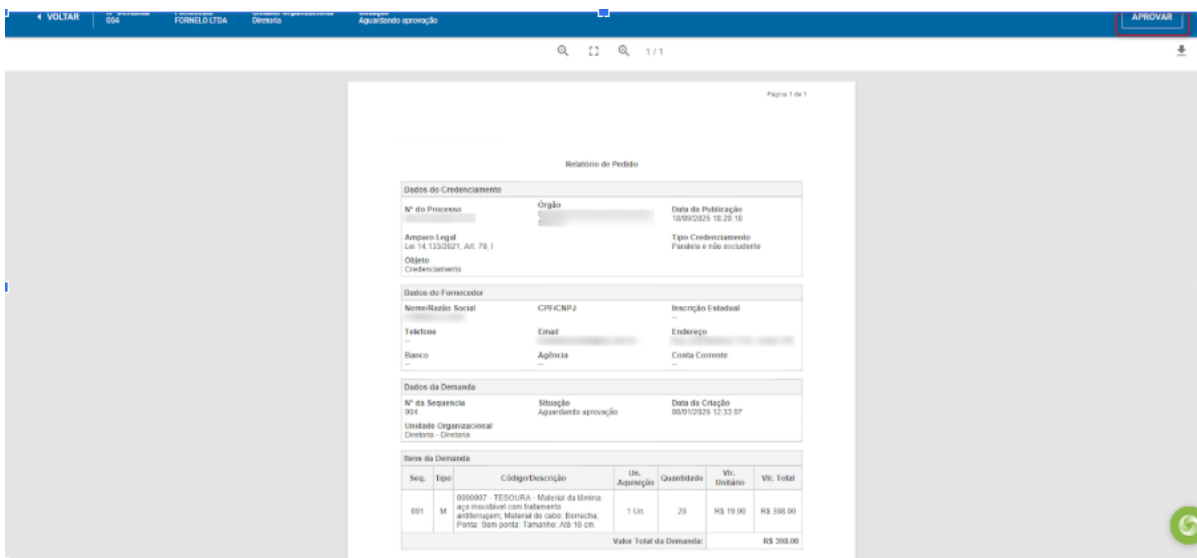 VOLTAR
004
FORNELO LTDA
Diretoria
Aguardando aprovação
APROVAR
1 / 1
Página 1 de 1
Relatório de Pedido
Dados do Credenciamento
Nº do Processo
Órgão
Data da Publicação
18/09/2025 18:29:10
Amparo Legal
Lei 14.133/2021, Art. 79, I
Tipo Credenciamento
Paralela e não excludente
Objeto
Credenciamento
Dados do Fornecedor
Nome/Razão Social CPF/CNPJ Inscrição Estadual
--
Telefone Email Endereço
--
Banco Agência Conta Corrente
-- -- --
Dados da Demanda
Nº da Sequencia Situação Data da Criação
004 Aguardando aprovação 12:33:07
Unidade Organizacional
Diretoria - Diretoria
Itens da Demanda
Seq. Tipo Código/Descrição Un. Aquisição Quantidade Vlr. Unitário Vlr. Total
0000007 - TESOURA - Material da lâmina:
aço inoxidável com tratamento
antiferrugem; Material do cabo: Borracha;
Ponta: Sem ponta; Tamanho: Até 10 cm.
001 M 1 Un. 20 R$ 19,90 R$ 398,00
Valor Total da Demanda: R$ 398,00